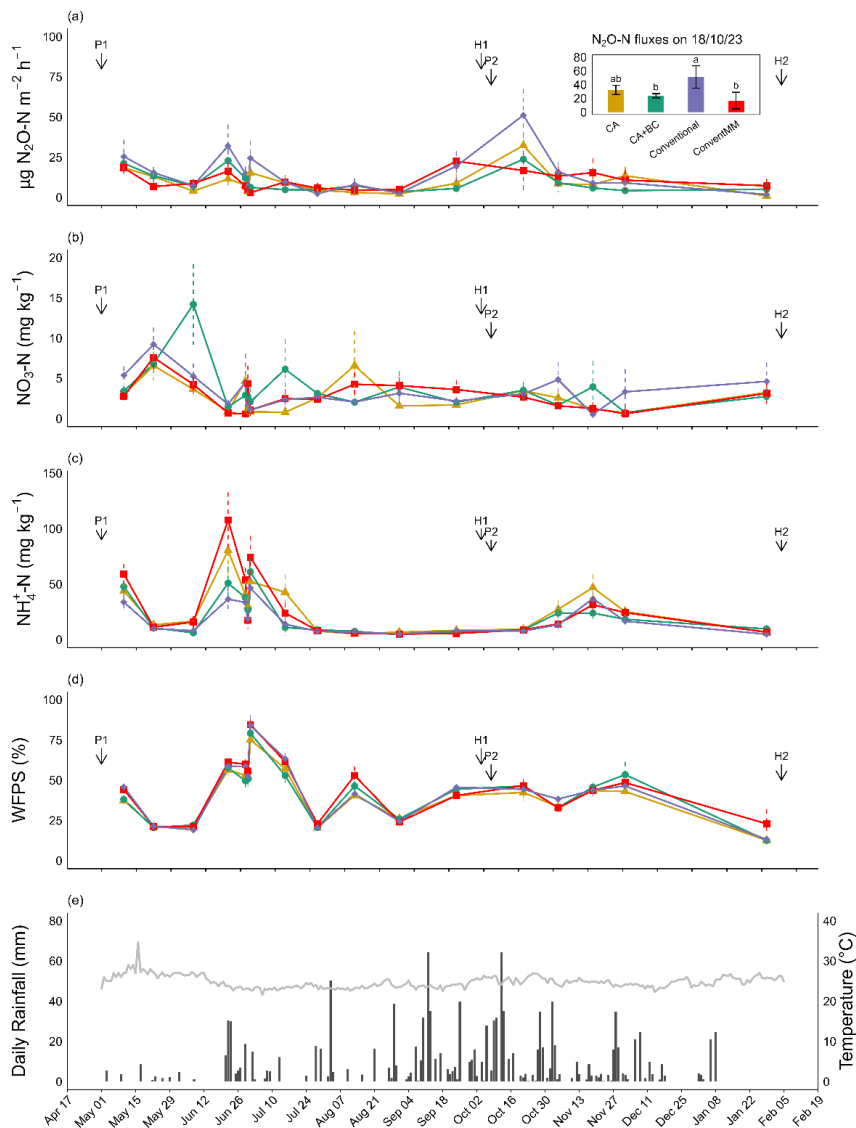 (a)
µg N₂O-N m⁻² h⁻¹
100
75
50
25
0
P1
H1
P2
H2
N₂O-N fluxes on 18/10/23
80
60
40
20
0
ab
b
a
b
CA
CA+BC
Conventional
ConvertMM
(b)
NO₃-N (mg kg⁻¹)
20
15
10
5
0
P1
H1
P2
H2
(c)
NH₄⁺-N (mg kg⁻¹)
150
100
50
0
P1
H1
P2
H2
(d)
WFPS (%)
100
75
50
25
0
P1
H1
P2
H2
(e)
Daily Rainfall (mm)
80
60
40
20
0
40
30
20
10
0
Temperature (°C)
Apr 17
May 01
May 15
May 29
Jun 12
Jun 26
Jul 10
Jul 24
Aug 07
Aug 21
Sep 04
Sep 18
Oct 02
Oct 16
Oct 30
Nov 13
Nov 27
Dec 11
Dec 25
Jan 08
Jan 22
Feb 05
Feb 19